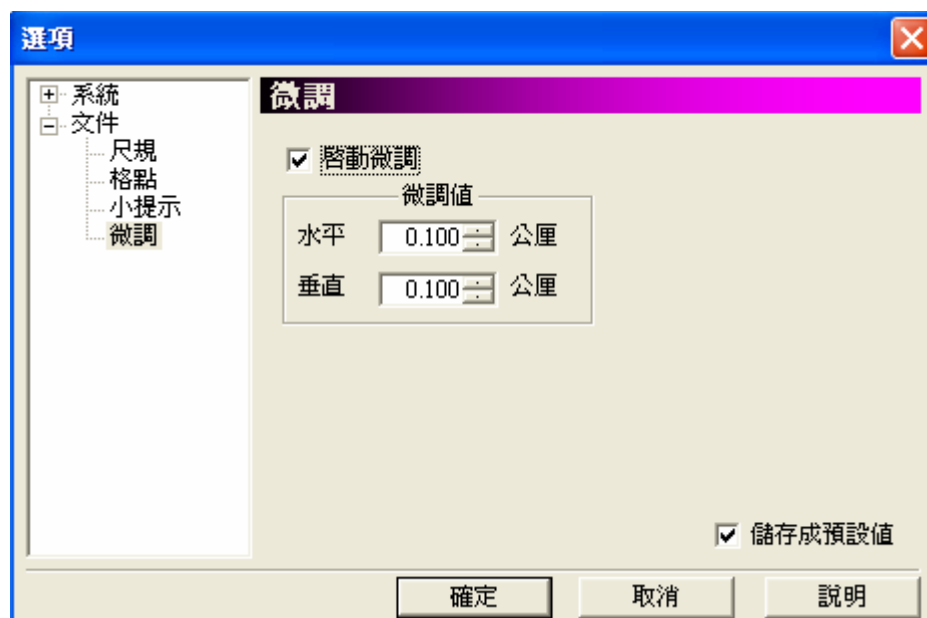 選項
系統
文件
尺規
格點
小提示
微調
微調
啓動微調
微調值
水平 0.100 公厘
垂直 0.100 公厘
儲存成預設值
確定 取消 說明